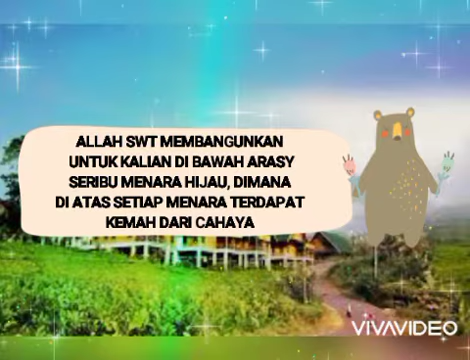 ALLAH SWT MEMBANGUNKAN
UNTUK KALIAN DI BAWAH ARASY
SERIBU MENARA HIJAU, DIMANA
DI ATAS SETIAP MENARA TERDAPAT
KEMAH DARI CAHAYA
VIVAVIDEO